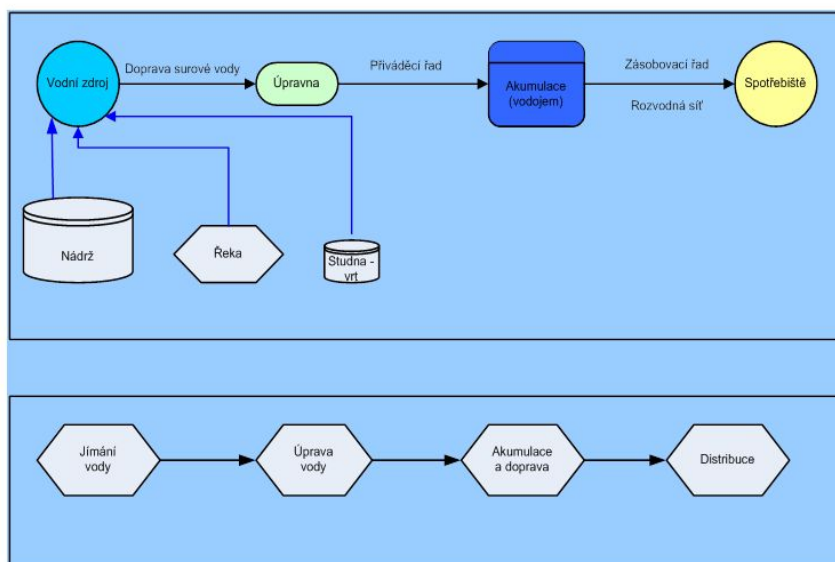 Vodní zdroj
Doprava surové vody
Úpravna
Přiváděcí řad
Akumulace
(vodojem)
Zásobovací řad
Rozvodná síť
Spotřebiště
Nádrž
Řeka
Studna -
vrt
Jímání
vody
Úprava
vody
Akumulace
a doprava
Distribuce